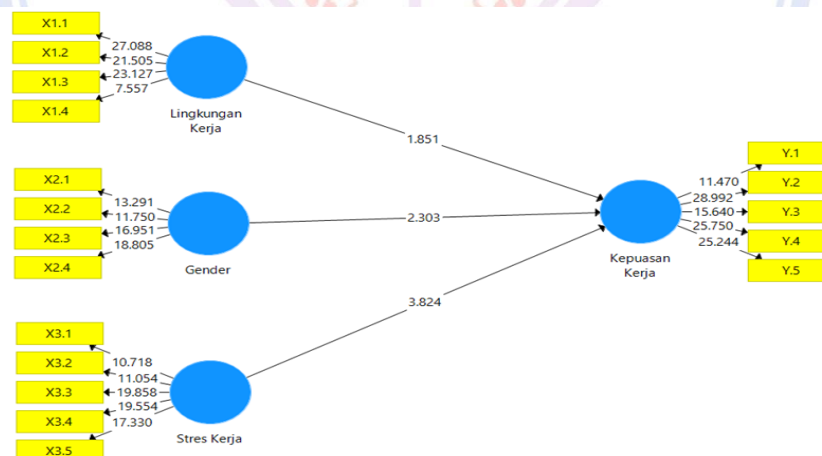 X1.1
X1.2
X1.3
X1.4
27.088
21.505
23.127
7.557
Lingkungan
Kerja
1.851
X2.1
X2.2
X2.3
X2.4
13.291
11.750
16.951
18.805
Gender
2.303
X3.1
X3.2
X3.3
X3.4
X3.5
10.718
11.054
19.858
19.554
17.330
Stres Kerja
3.824
Kepuasan
Kerja
11.470
28.992
15.640
25.750
25.244
Y.1
Y.2
Y.3
Y.4
Y.5